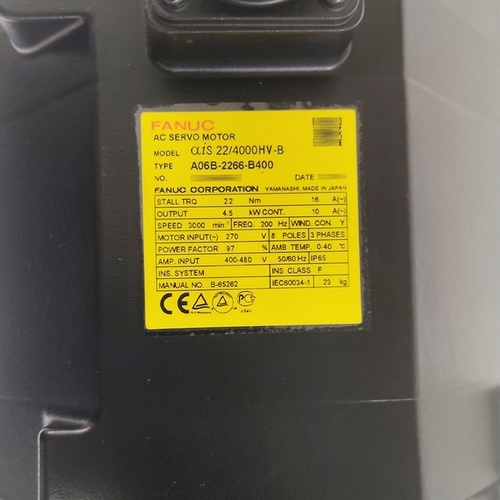 FANUC
AC SERVO MOTOR
MODEL αiS 22/4000HV-B
TYPE A06B-2266-B400
NO. DATE
FANUC CORPORATION YAMANASHI, MADE IN JAPAN
STALL TRQ 22 Nm 16 A(~)
OUTPUT 4.5 kW CONT. 10 A(~)
SPEED 3000 min⁻¹ FREQ. 200 Hz WIND. CON. Y
MOTOR INPUT(~) 270 V 8 POLES 3 PHASES
POWER FACTOR 97 % AMB TEMP. 0-40 °C
AMP. INPUT 400-480 V 50/60 Hz IP65
INS. SYSTEM INS CLASS F
MANUAL NO. B-65262 IEC60034-1 23 kg
CE